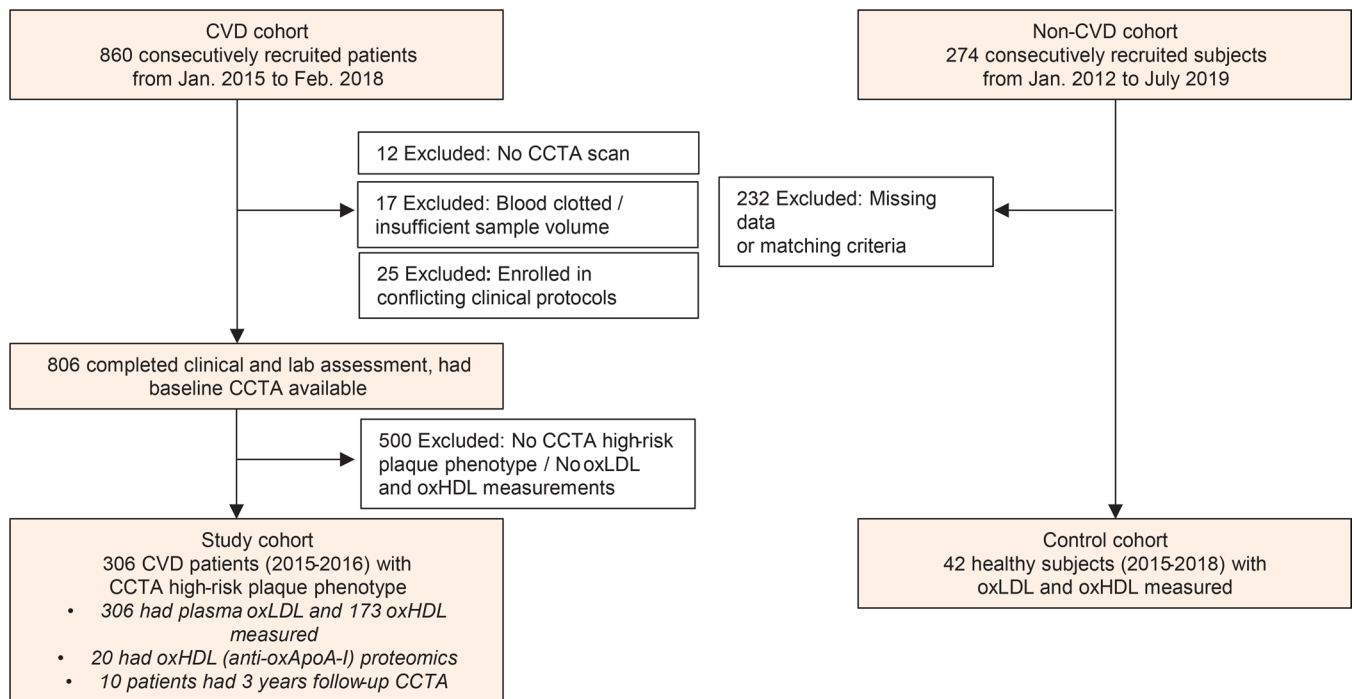 CVD cohort
860 consecutively recruited patients
from Jan. 2015 to Feb. 2018
Non-CVD cohort
274 consecutively recruited subjects
from Jan. 2012 to July 2019
12 Excluded: No CCTA scan
17 Excluded: Blood clotted /
insufficient sample volume
25 Excluded: Enrolled in
conflicting clinical protocols
232 Excluded: Missing
data
or matching criteria
806 completed clinical and lab assessment, had
baseline CCTA available
500 Excluded: No CCTA high-risk
plaque phenotype / No oxLDL
and oxHDL measurements
Study cohort
306 CVD patients (2015-2016) with
CCTA high-risk plaque phenotype
• 306 had plasma oxLDL and 173 oxHDL
measured
• 20 had oxHDL (anti-oxApoA-I) proteomics
• 10 patients had 3 years follow-up CCTA
Control cohort
42 healthy subjects (2015-2018) with
oxLDL and oxHDL measured